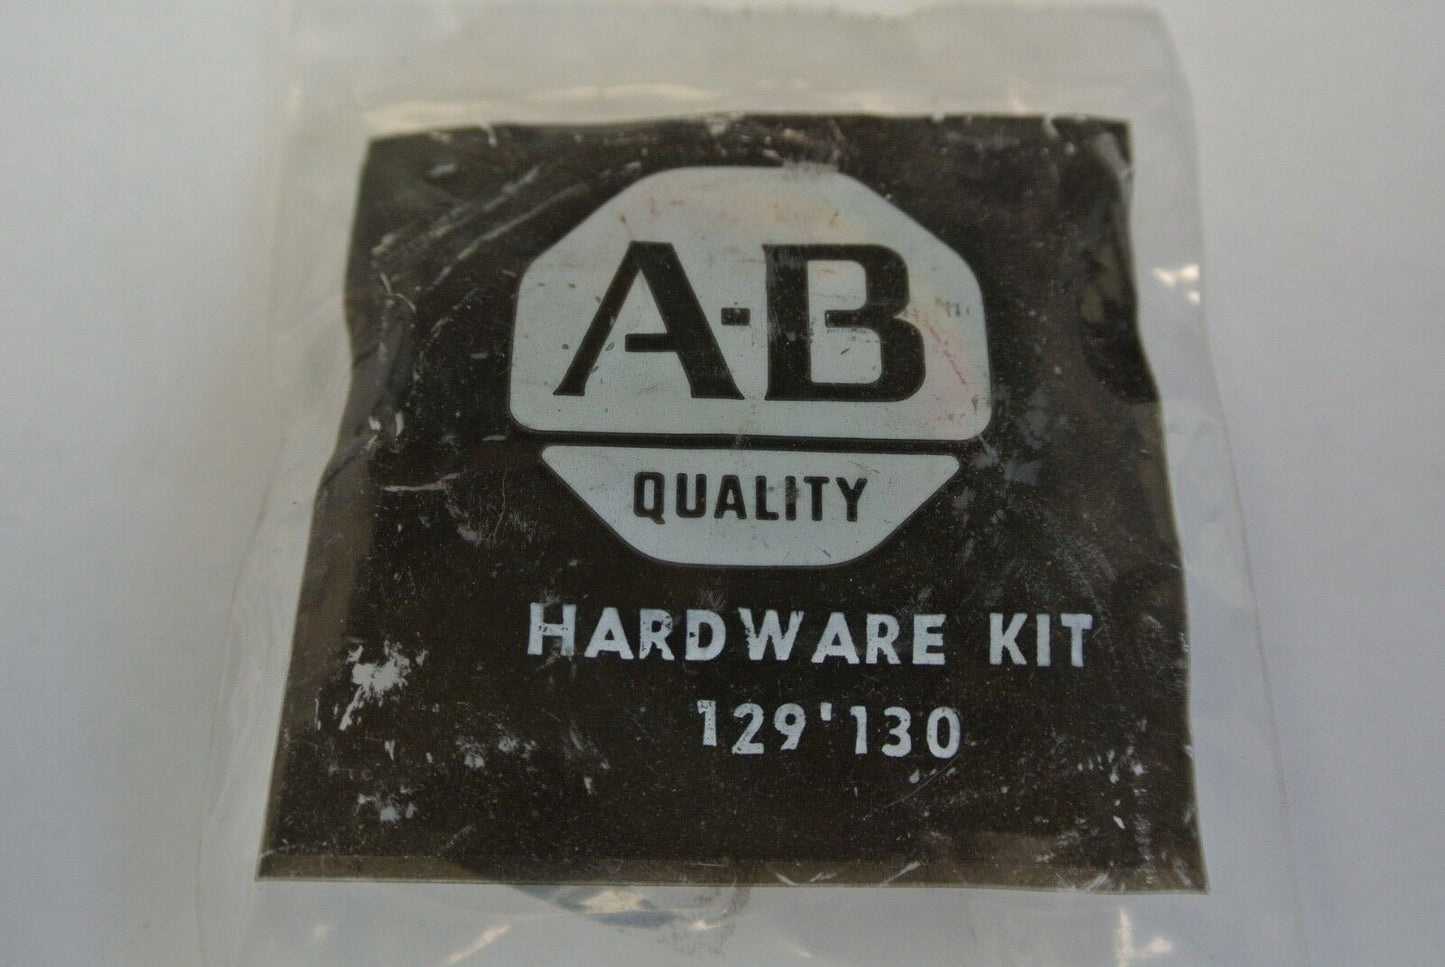 A-B
QUALITY
HARDWARE KIT
129'130